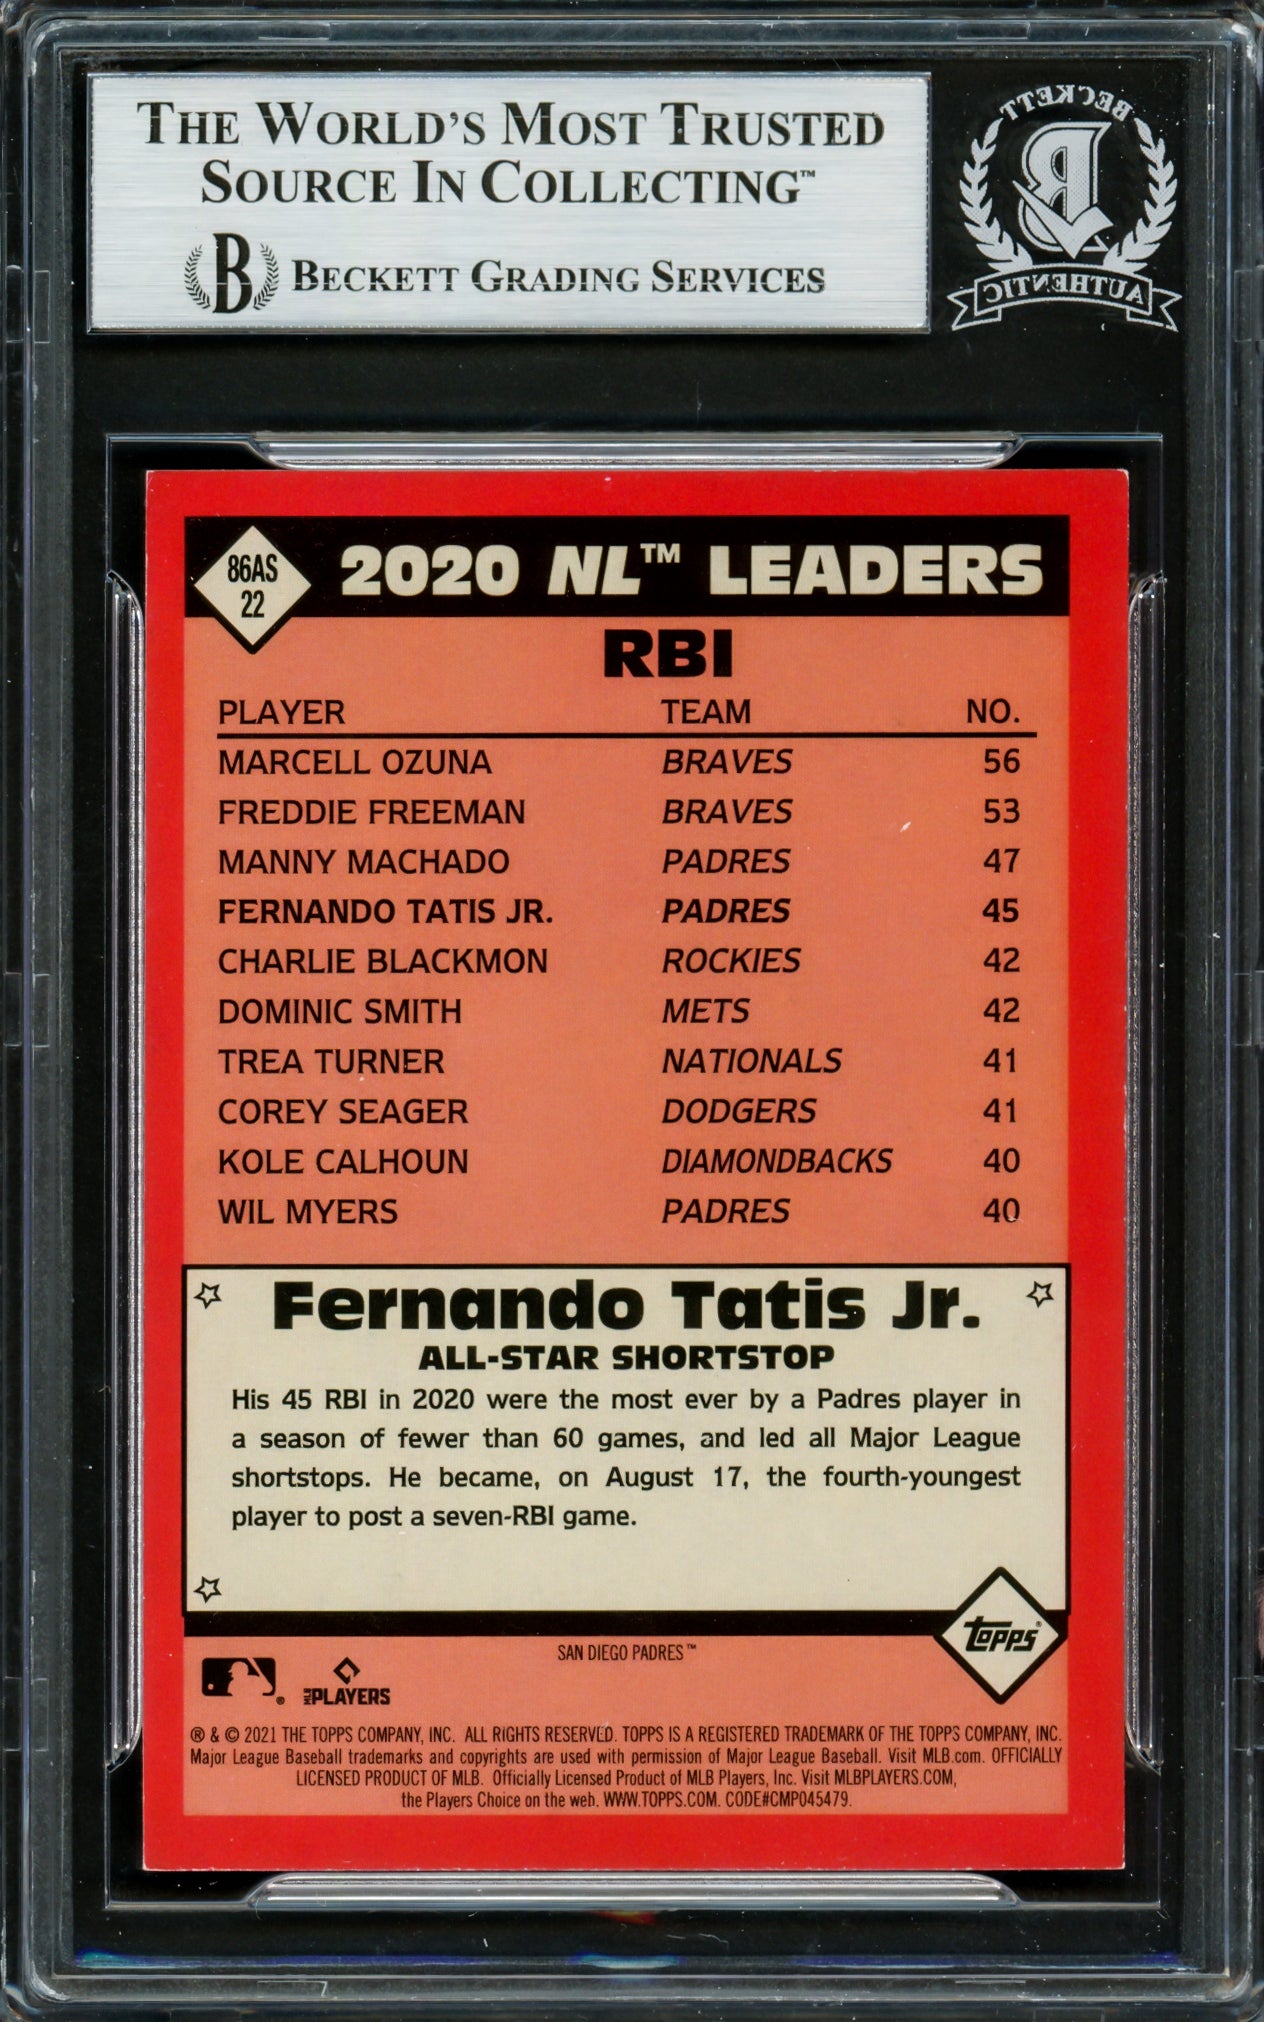 THE WORLD'S MOST TRUSTED
SOURCE IN COLLECTING™
B BECKETT GRADING SERVICES
BECKETT
B
AUTHENTIC
86AS
22
2020 NL™ LEADERS
RBI
PLAYER TEAM NO.
MARCELL OZUNA BRAVES 56
FREDDIE FREEMAN BRAVES 53
MANNY MACHADO PADRES 47
FERNANDO TATIS JR. PADRES 45
CHARLIE BLACKMON ROCKIES 42
DOMINIC SMITH METS 42
TREA TURNER NATIONALS 41
COREY SEAGER DODGERS 41
KOLE CALHOUN DIAMONDBACKS 40
WIL MYERS PADRES 40
Fernando Tatis Jr.
ALL-STAR SHORTSTOP
His 45 RBI in 2020 were the most ever by a Padres player in
a season of fewer than 60 games, and led all Major League
shortstops. He became, on August 17, the fourth-youngest
player to post a seven-RBI game.
topps®
SAN DIEGO PADRES™
® MLB PLAYERS
® & © 2021 THE TOPPS COMPANY, INC. ALL RIGHTS RESERVED. TOPPS IS A REGISTERED TRADEMARK OF THE TOPPS COMPANY, INC.
Major League Baseball trademarks and copyrights are used with permission of Major League Baseball. Visit MLB.com. OFFICIALLY
LICENSED PRODUCT OF MLB. Officially Licensed Product of MLB Players, Inc. Visit MLBPLAYERS.COM,
the Players Choice on the web. WWW.TOPPS.COM. CODE#CMP045479.